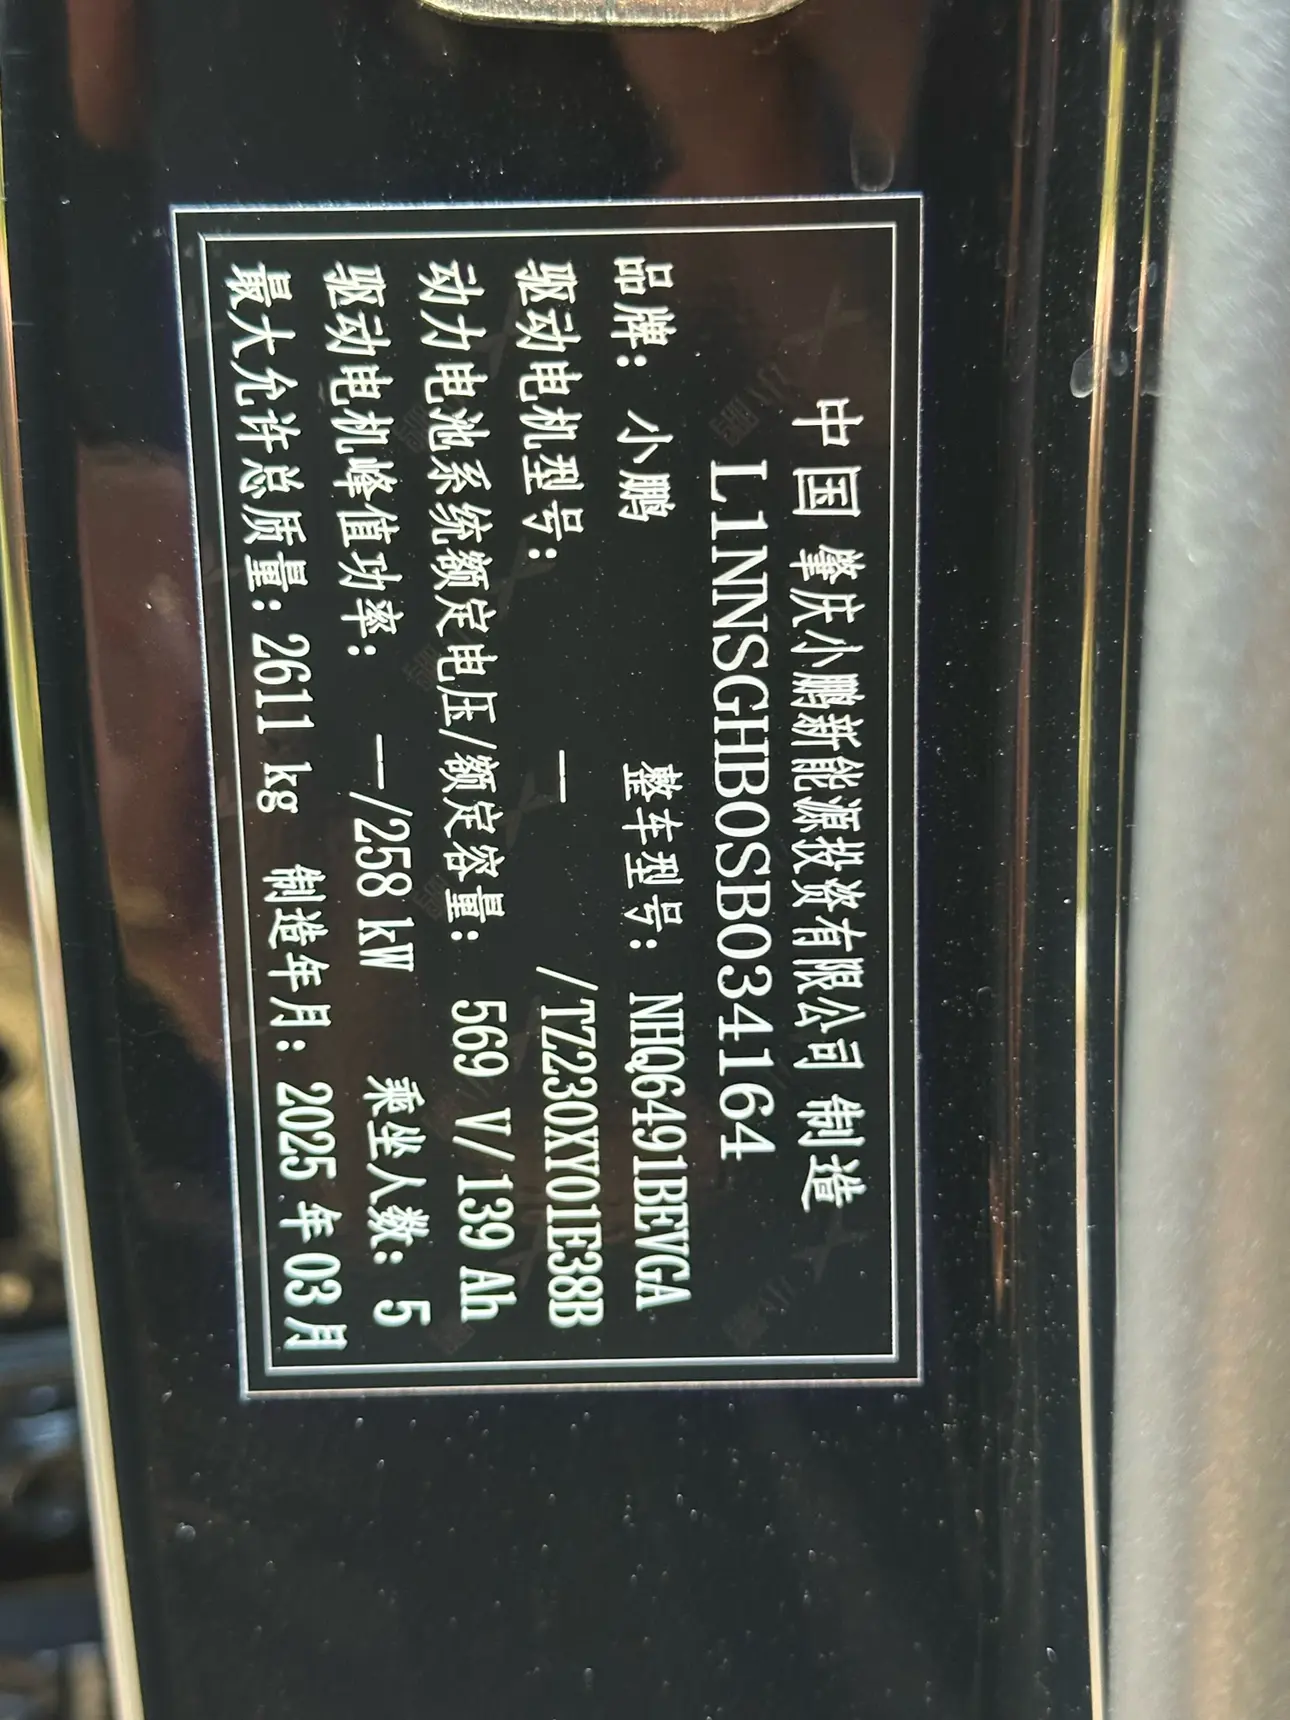 中国 肇庆小鹏新能源投资有限公司 制造
L1NNSGHB0SB034164
品牌: 小鹏 整车型号: NHQ6491BEVGA
驱动电机型号: — /TZ230XY01E38B
动力电池系统额定电压/额定容量: 569 V/139 Ah
驱动电机峰值功率: —/258 kW 乘坐人数: 5
最大允许总质量: 2611 kg 制造年月: 2025 年 03 月